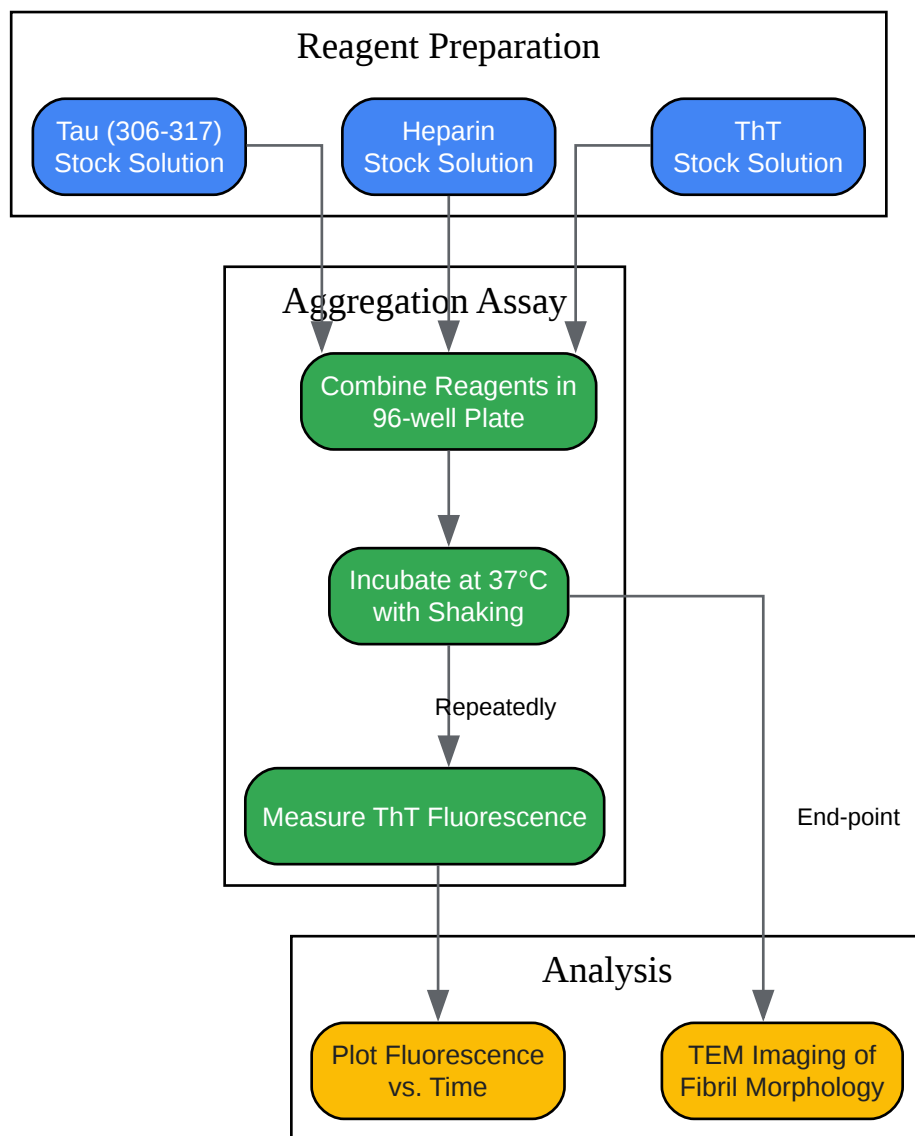 Reagent Preparation
Tau (306-317)
Stock Solution
Heparin
Stock Solution
ThT
Stock Solution
Aggregation Assay
Combine Reagents in
96-well Plate
Incubate at 37°C
with Shaking
Repeatedly
Measure ThT Fluorescence
End-point
Analysis
Plot Fluorescence
vs. Time
TEM Imaging of
Fibril Morphology